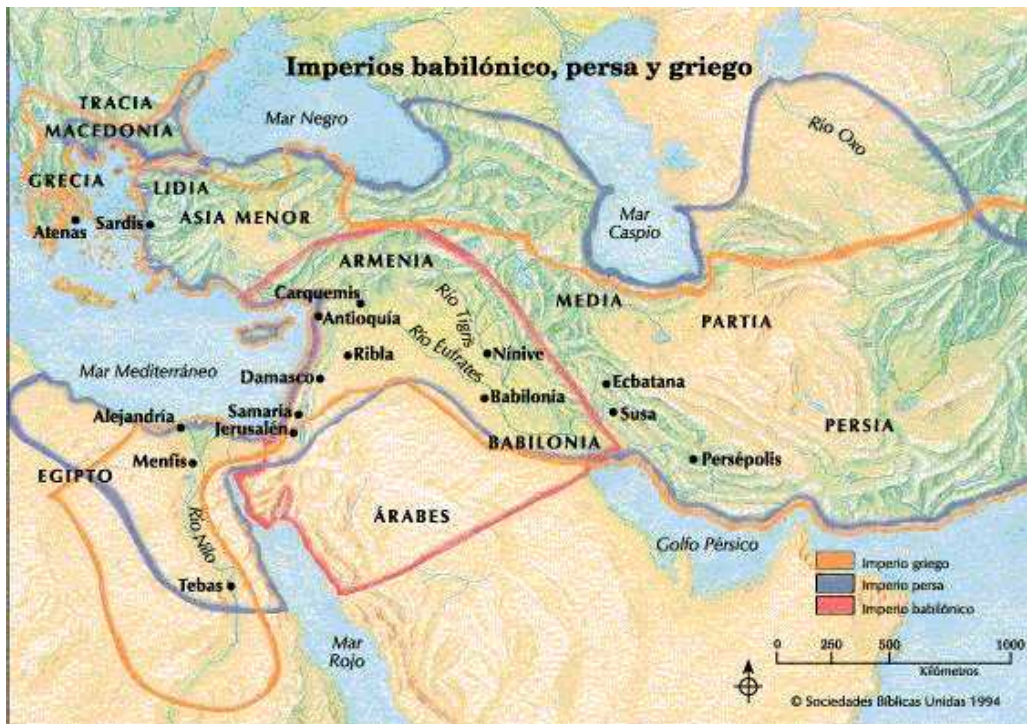 Imperios babilónico, persa y griego
TRACIA
MACEDONIA
Mar Negro
Río Oxo
GRECIA
LIDIA
Atenas
Sardis
ASIA MENOR
Mar
Caspio
ARMENIA
Carquemis
Antioquía
Río Tigris
MEDIA
PARTIA
Ribla
Río Éufrates
Nínive
Mar Mediterráneo
Damasco
Ecbatana
Babilonia
Alejandría
Samaría
Susa
Jerusalén
BABILONIA
PERSIA
Menfis
Persépolis
EGIPTO
ÁRABES
Río Nilo
Golfo Pérsico
Tebas
Mar
Rojo
Imperio griego
Imperio persa
Imperio babilónico
0 250 500 1000
Kilómetros
© Sociedades Bíblicas Unidas 1994